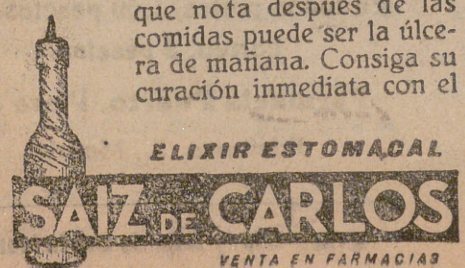 que nota después de las
comidas puede ser la úlce-
ra de mañana. Consiga su
curación inmediata con el
ELIXIR ESTOMACAL
SAIZ DE CARLOS
VENTA EN FARMACIAS